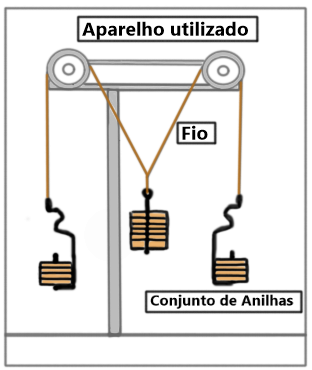 Aparelho utilizado
Fio
Conjunto de Anilhas